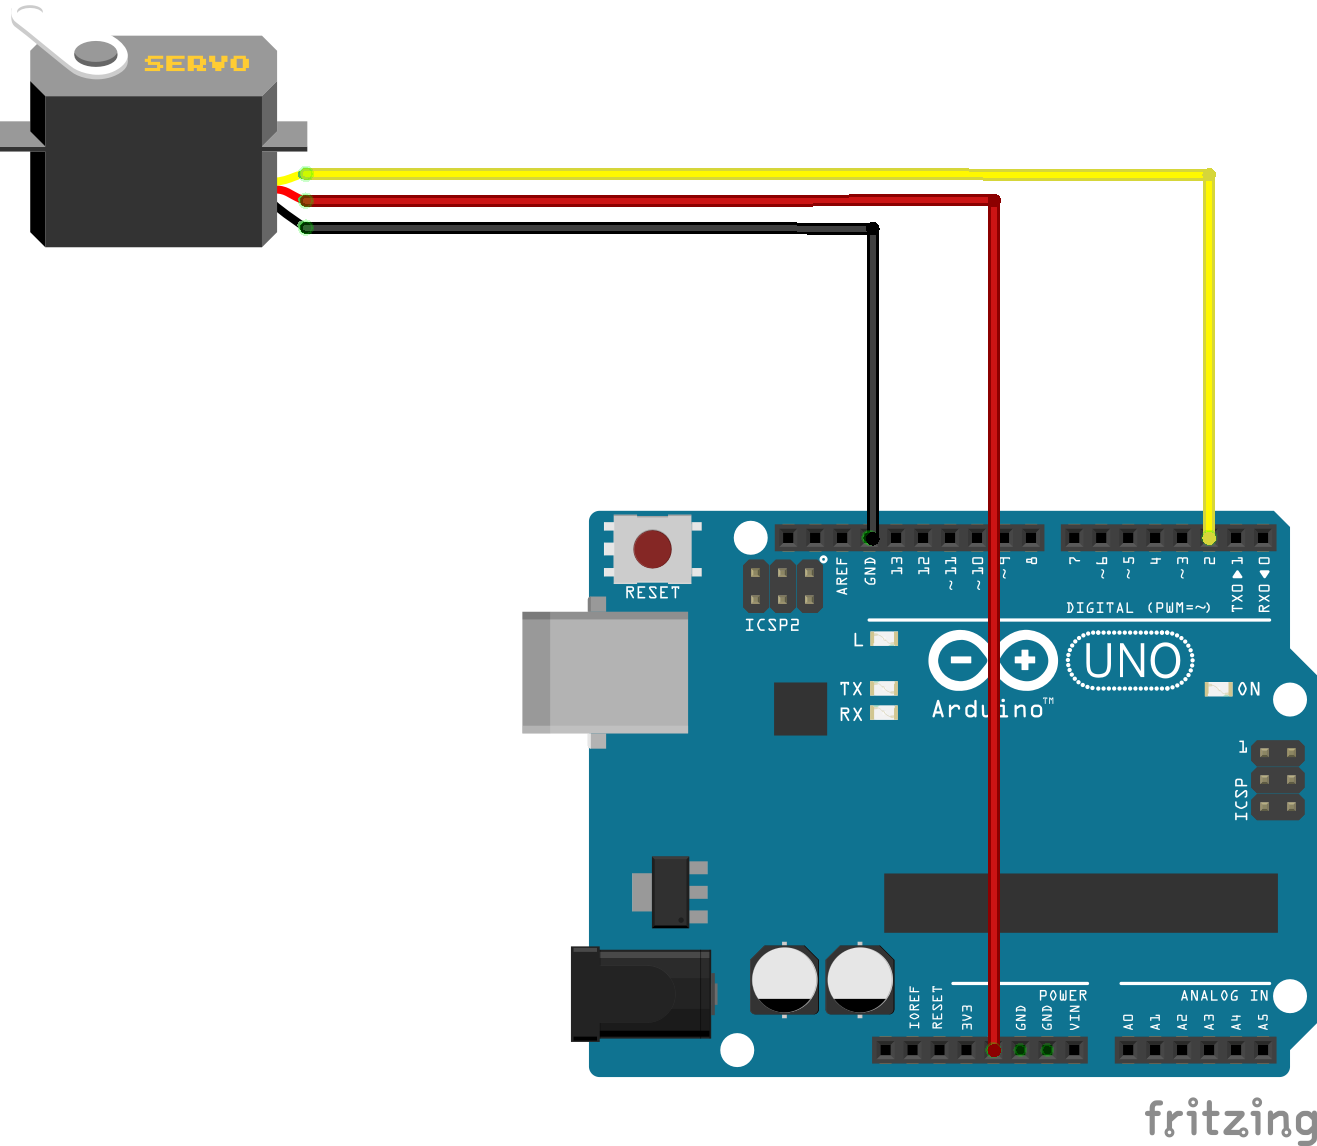 SERVO
RESET
ICSP2
AREF
GND
13
12
~11
~10
~9
8
7
~6
~5
4
~3
2
TX0▶1
RX0◀0
DIGITAL (PWM=~)
L
TX
RX
UNO
ON
Arduino™
1
ICSP
IOREF
RESET
3V3
GND
GND
VIN
POWER
ANALOG IN
A0
A1
A2
A3
A4
A5
fritzing